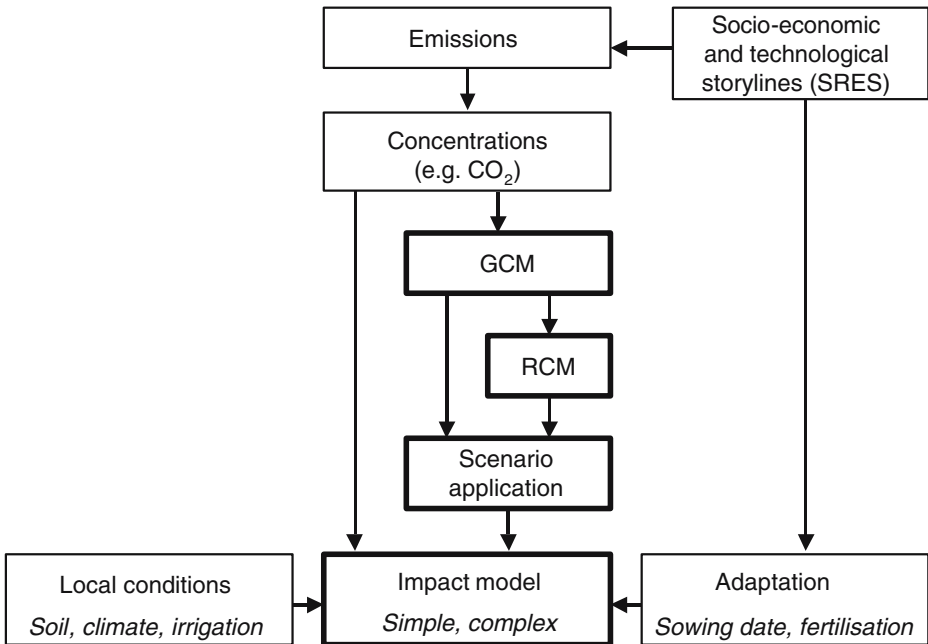 Emissions
Socio-economic
and technological
storylines (SRES)
Concentrations
(e.g. CO₂)
GCM
RCM
Scenario
application
Local conditions
Soil, climate, irrigation
Impact model
Simple, complex
Adaptation
Sowing date, fertilisation